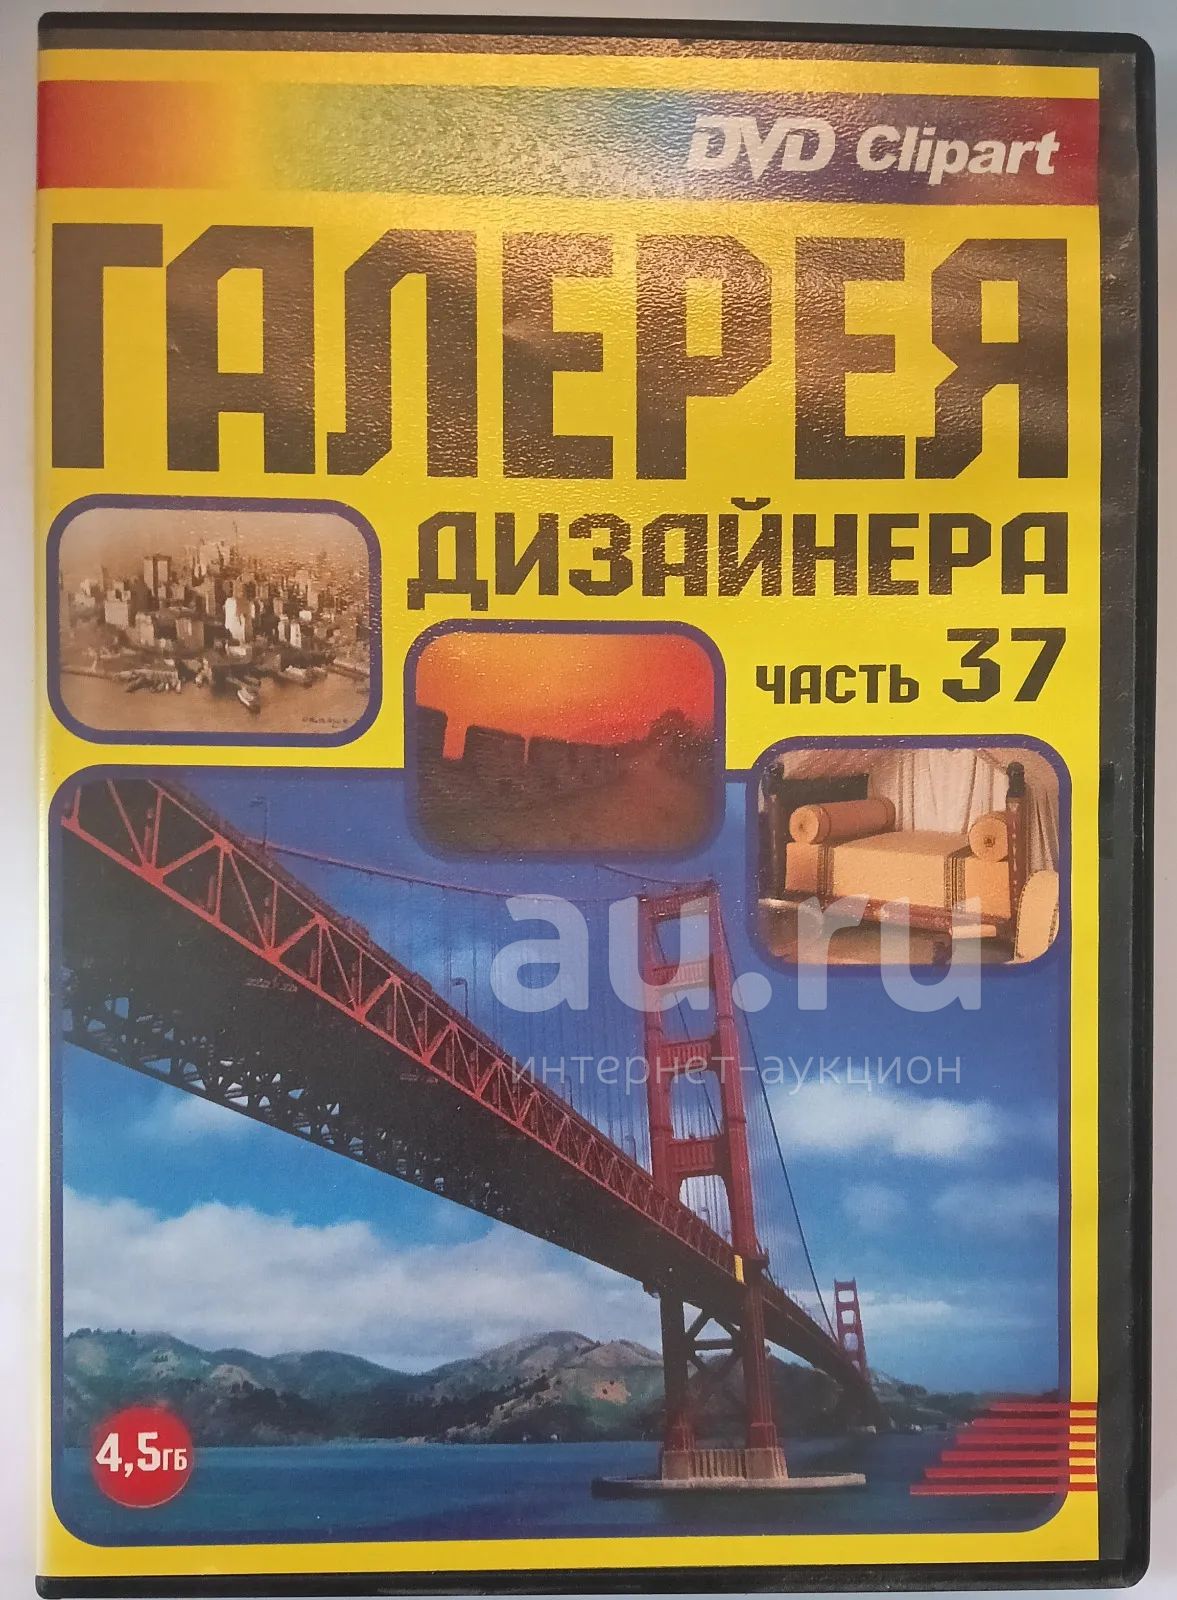 DVD Clipart
ГАЛЕРЕЯ
ДИЗАЙНЕРА
ЧАСТЬ 37
au.ru
интернет-аукцион
4,5ГБ